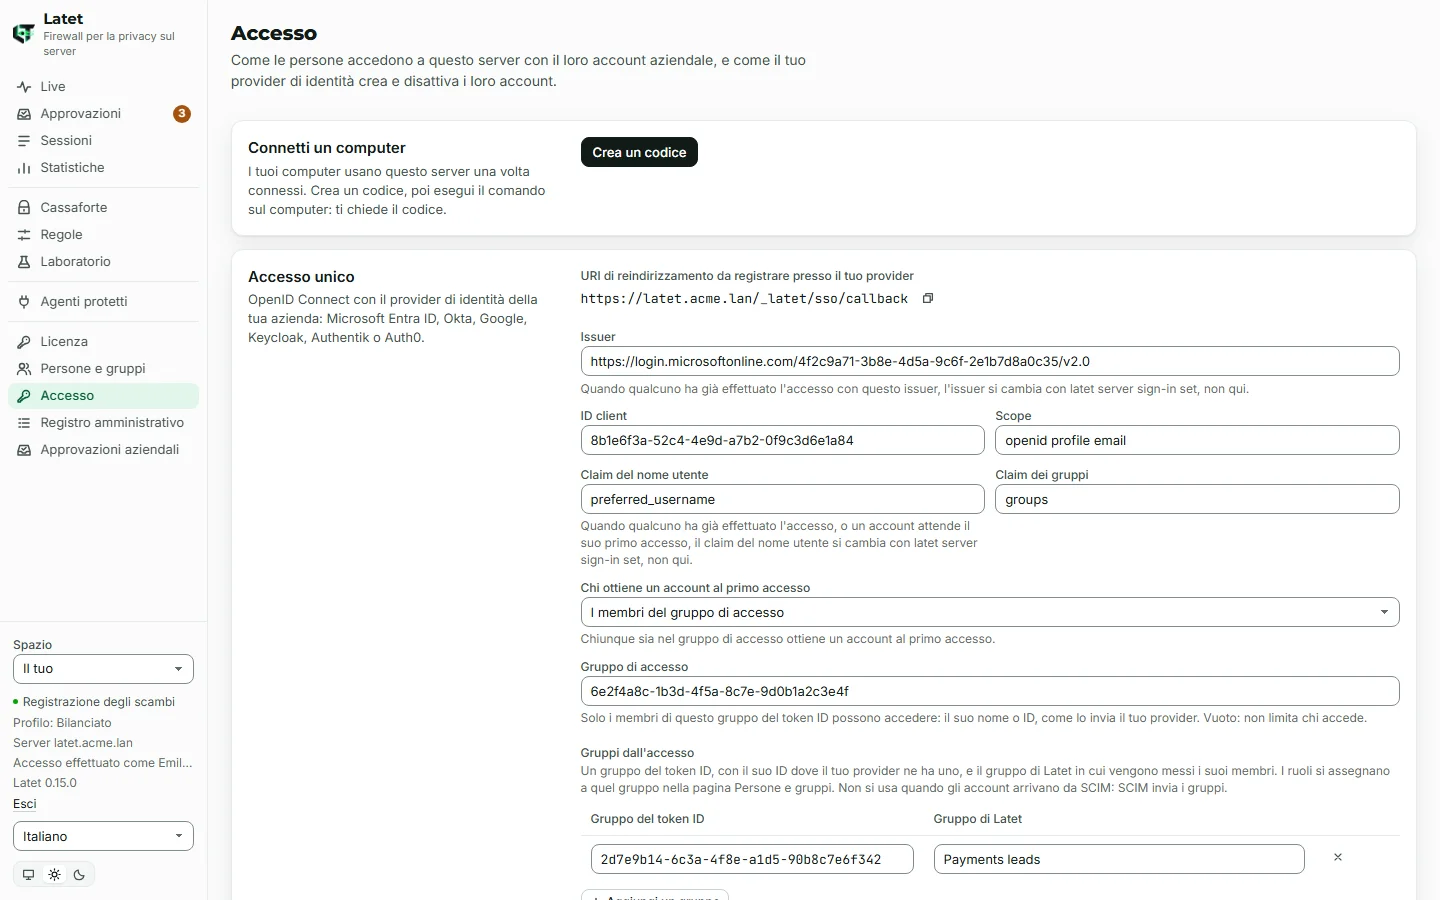 Latet
Firewall per la privacy sul
server
Live
Approvazioni
3
Sessioni
Statistiche
Cassaforte
Regole
Laboratorio
Agenti protetti
Licenza
Persone e gruppi
Accesso
Registro amministrativo
Approvazioni aziendali
Spazio
Il tuo
Registrazione degli scambi
Profilo: Bilanciato
Server latet.acme.lan
Accesso effettuato come Emil...
Latet 0.15.0
Esci
Italiano
Accesso
Come le persone accedono a questo server con il loro account aziendale, e come il tuo
provider di identità crea e disattiva i loro account.
Connetti un computer
I tuoi computer usano questo server una volta
connessi. Crea un codice, poi esegui il comando
sul computer: ti chiede il codice.
Crea un codice
Accesso unico
OpenID Connect con il provider di identità della
tua azienda: Microsoft Entra ID, Okta, Google,
Keycloak, Authentik o Auth0.
URI di reindirizzamento da registrare presso il tuo provider
https://latet.acme.lan/_latet/sso/callback
Issuer
https://login.microsoftonline.com/4f2c9a71-3b8e-4d5a-9c6f-2e1b7d8a0c35/v2.0
Quando qualcuno ha già effettuato l'accesso con questo issuer, l'issuer si cambia con latet server sign-in set, non qui.
ID client
Scope
8b1e6f3a-52c4-4e9d-a7b2-0f9c3d6e1a84
openid profile email
Claim del nome utente
Claim dei gruppi
preferred_username
groups
Quando qualcuno ha già effettuato l'accesso, o un account attende il
suo primo accesso, il claim del nome utente si cambia con latet server
sign-in set, non qui.
Chi ottiene un account al primo accesso
I membri del gruppo di accesso
Chiunque sia nel gruppo di accesso ottiene un account al primo accesso.
Gruppo di accesso
6e2f4a8c-1b3d-4f5a-8c7e-9d0b1a2c3e4f
Solo i membri di questo gruppo del token ID possono accedere: il suo nome o ID, come lo invia il tuo provider. Vuoto: non limita chi accede.
Gruppi dall'accesso
Un gruppo del token ID, con il suo ID dove il tuo provider ne ha uno, e il gruppo di Latet in cui vengono messi i suoi membri. I ruoli si assegnano
a quel gruppo nella pagina Persone e gruppi. Non si usa quando gli account arrivano da SCIM: SCIM invia i gruppi.
Gruppo del token ID
Gruppo di Latet
2d7e9b14-6c3a-4f8e-a1d5-90b8c7e6f342
Payments leads